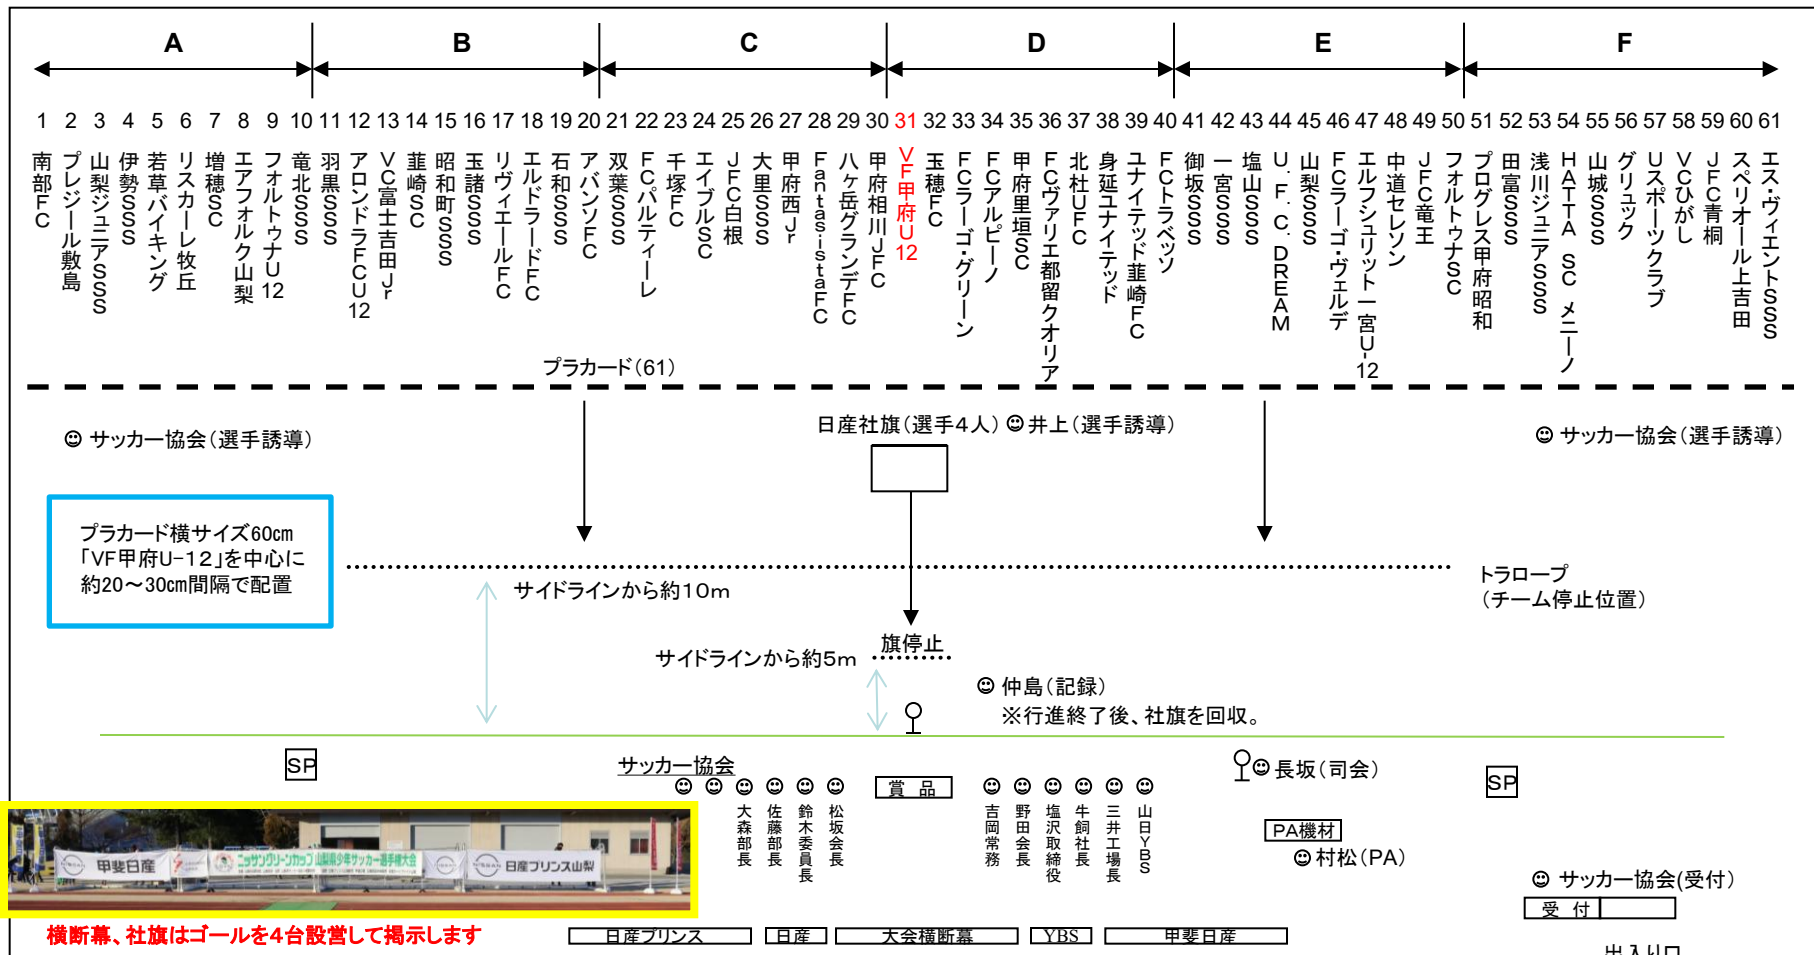 A B C D E F
1 2 3 4 5 6 7 8 9 10 11 12 13 14 15 16 17 18 19 20 21 22 23 24 25 26 27 28 29 30 31 32 33 34 35 36 37 38 39 40 41 42 43 44 45 46 47 48 49 50 51 52 53 54 55 56 57 58 59 60 61
南部FC
プレジール敷島
山梨ジュニアSSS
伊勢SSS
若草バイキング
リスカーレ牧丘
増穂SC
エアフォルク山梨
フォルトゥナU12
竜北SSS
羽黒SSS
アロンドラFCU12
VC富士吉田Jr
韮崎SC
昭和町SSS
玉諸SSS
リヴィエールFC
エルドラードFC
石和SSS
アバンソFC
双葉SSS
FCパルティーレ
千塚FC
エイブルSC
JFC白根
大里SSS
甲府西Jr
FantasistaFC
八ヶ岳グランデFC
甲府相川JFC
VF甲府U12
玉穂FC
FCラーゴ・グリーン
FCアルピーノ
甲府里垣SC
FCヴァリエ都留クオリア
北杜UFC
身延ユナイテッド
ユナイテッド韮崎FC
FCトラベッソ
御坂SSS
一宮SSS
塩山SSS
U.F.C.DREAM
山梨SSS
FCラーゴ・ヴェルデ
エルフシュリット一宮U-12
中道セレソン
JFC竜王
フォルトゥナSC
プログレス甲府昭和
田富SSS
浅川ジュニアSSS
HATTA SC メニーノ
山城SSS
グリュック
Uスポーツクラブ
VCひがし
JFC青桐
スペリオール上吉田
エス・ヴィエントSSS
プラカード(61)
サッカー協会(選手誘導)
日産社旗(選手4人) 井上(選手誘導)
サッカー協会(選手誘導)
プラカード横サイズ60㎝
「VF甲府U-12」を中心に
約20～30㎝間隔で配置
サイドラインから約10m
トラロープ
(チーム停止位置)
旗停止
サイドラインから約5m
仲島(記録)
※行進終了後、社旗を回収。
SP
サッカー協会
大森部長
佐藤部長
鈴木委員長
松坂会長
賞 品
吉岡常務
野田会長
塩沢取締役
牛飼社長
三井工場長
山日YBS
長坂(司会)
SP
PA機材
村松(PA)
サッカー協会(受付)
受 付
甲斐日産
ニッサングリーンカップ 山梨県少年サッカー選手権大会
日産プリンス山梨
横断幕、社旗はゴールを4台設営して掲示します
日産プリンス
日産
大会横断幕
YBS
甲斐日産
出入り口